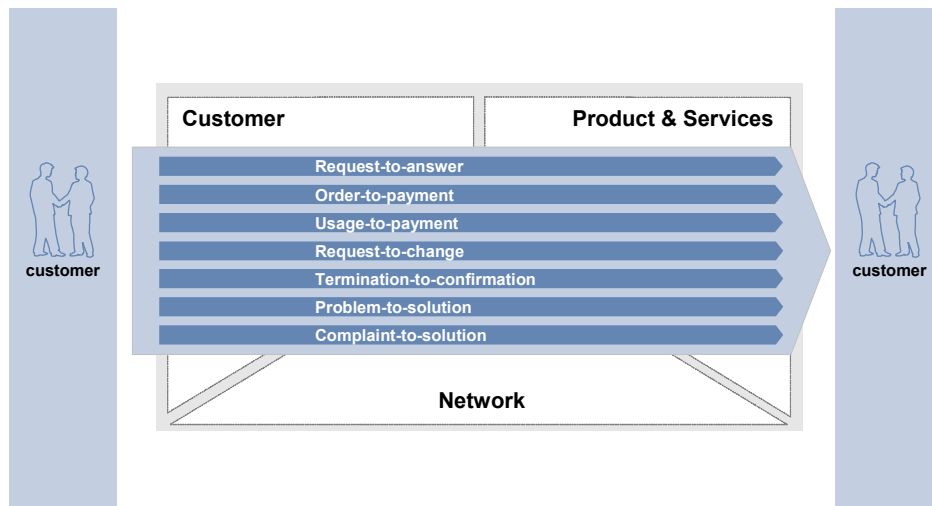 Customer
Product & Services
Request-to-answer
Order-to-payment
Usage-to-payment
Request-to-change
Termination-to-confirmation
Problem-to-solution
Complaint-to-solution
customer
customer
Network